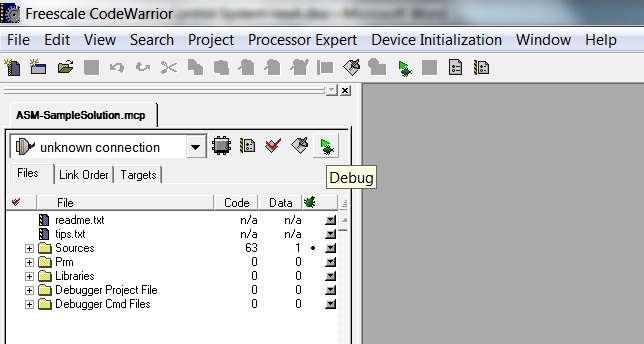 Freescale CodeWarrior
File Edit View Search Project Processor Expert Device Initialization Window Help
ASM-SampleSolution.mcp
unknown connection
Debug
Files Link Order Targets
File Code Data
readme.txt n/a n/a
tips.txt n/a n/a
Sources 63 1
Prm 0 0
Libraries 0 0
Debugger Project File 0 0
Debugger Cmd Files 0 0